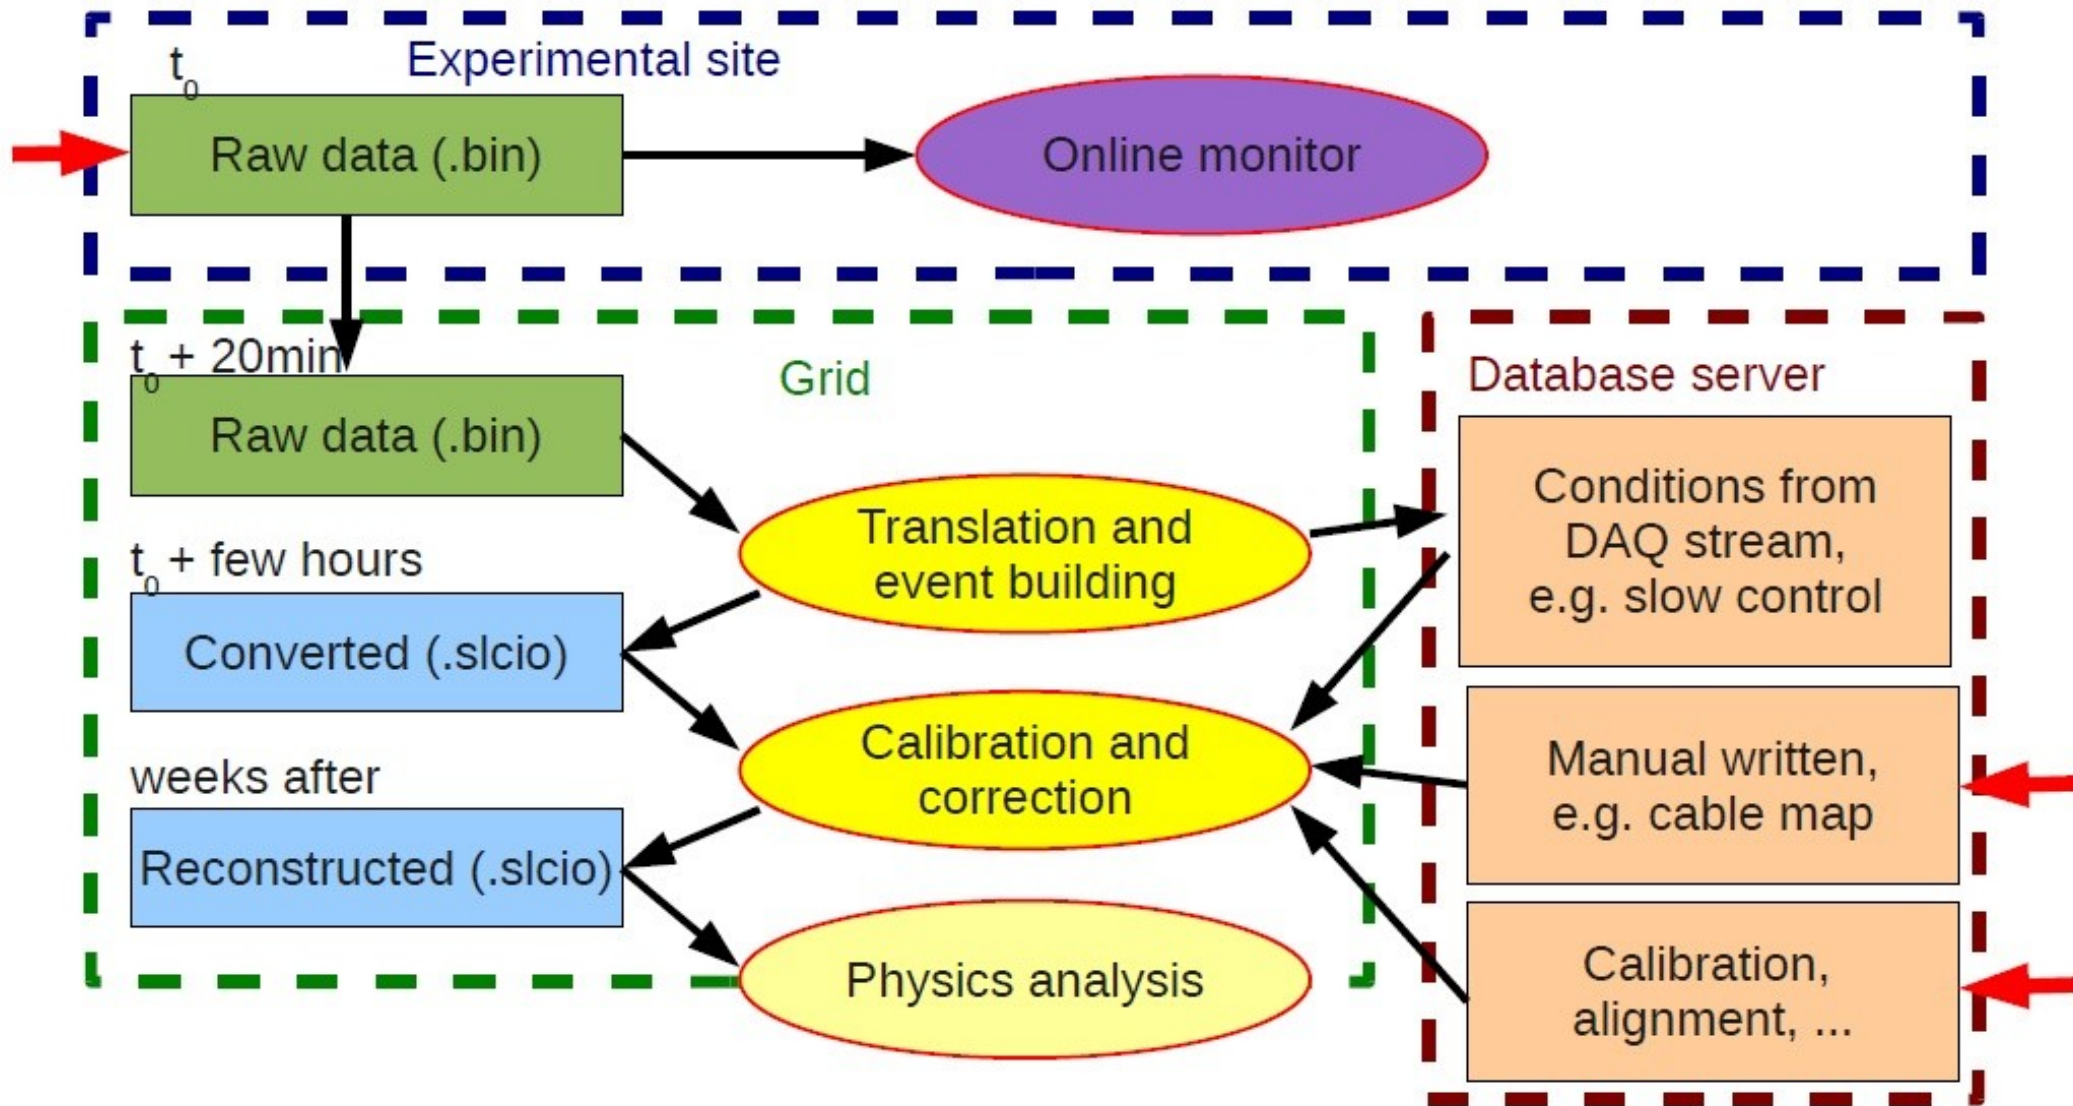 Experimental site
t0
Raw data (.bin)
Online monitor
t0 + 20min
Raw data (.bin)
Grid
Translation and
event building
t0 + few hours
Converted (.slcio)
Calibration and
correction
weeks after
Reconstructed (.slcio)
Physics analysis
Database server
Conditions from
DAQ stream,
e.g. slow control
Manual written,
e.g. cable map
Calibration,
alignment, ...